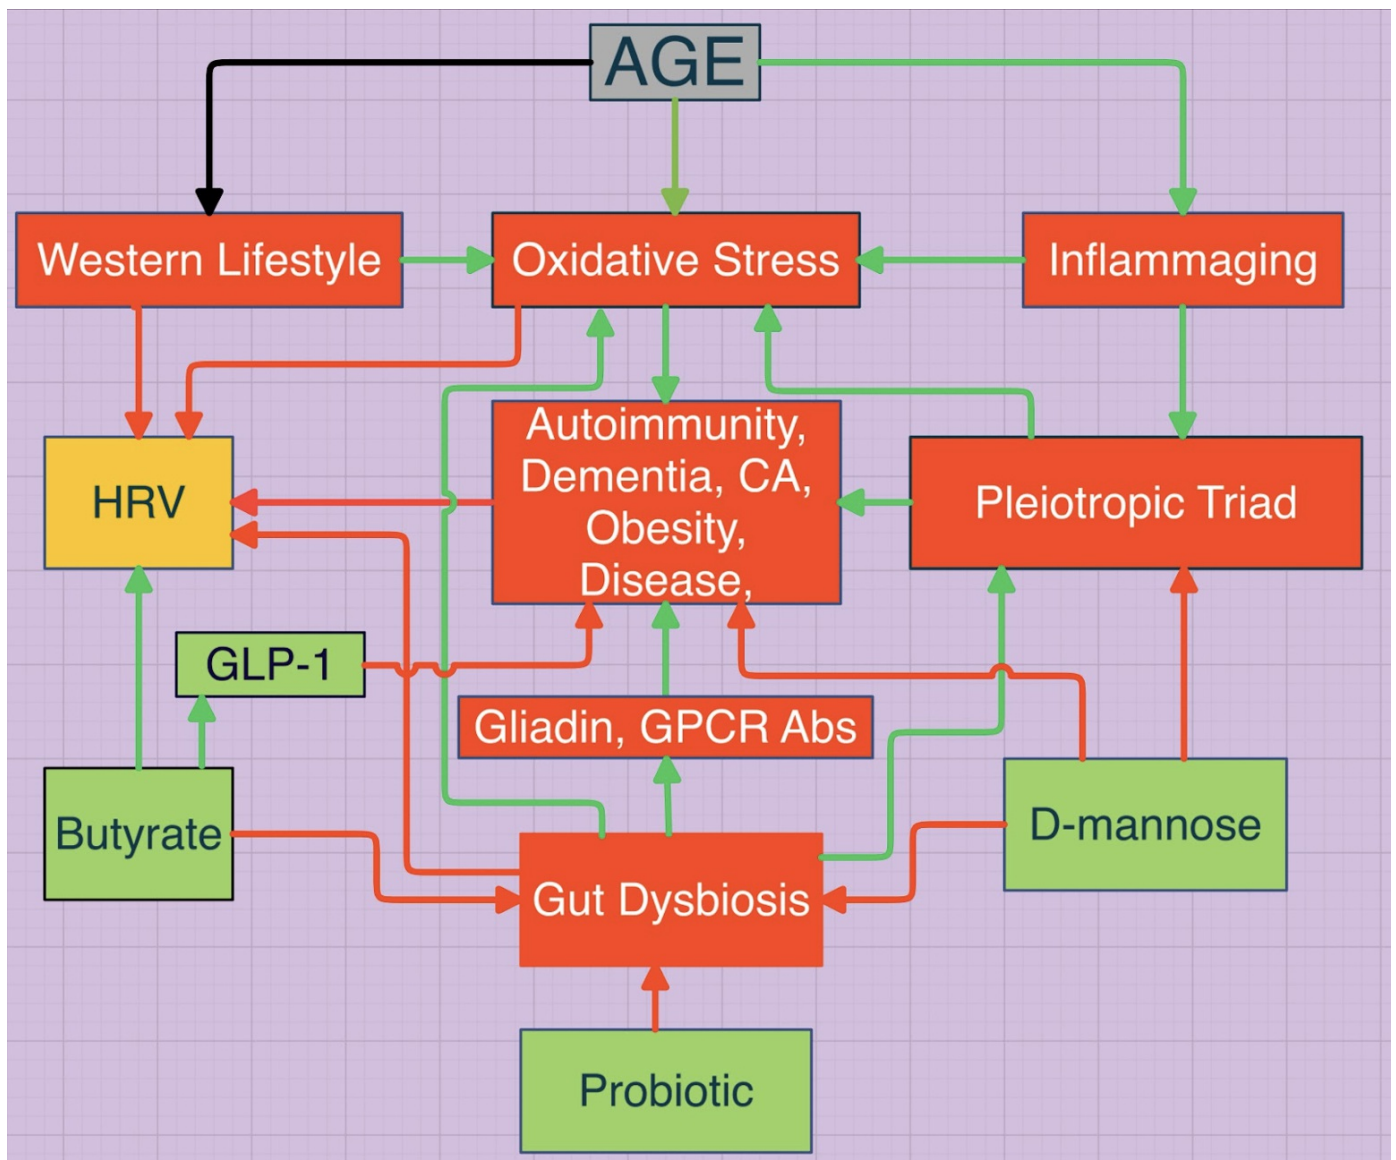 AGE
Western Lifestyle
Oxidative Stress
Inflammaging
HRV
Autoimmunity,
Dementia, CA,
Obesity,
Disease,
Pleiotropic Triad
GLP-1
Gliadin, GPCR Abs
Butyrate
D-mannose
Gut Dysbiosis
Probiotic